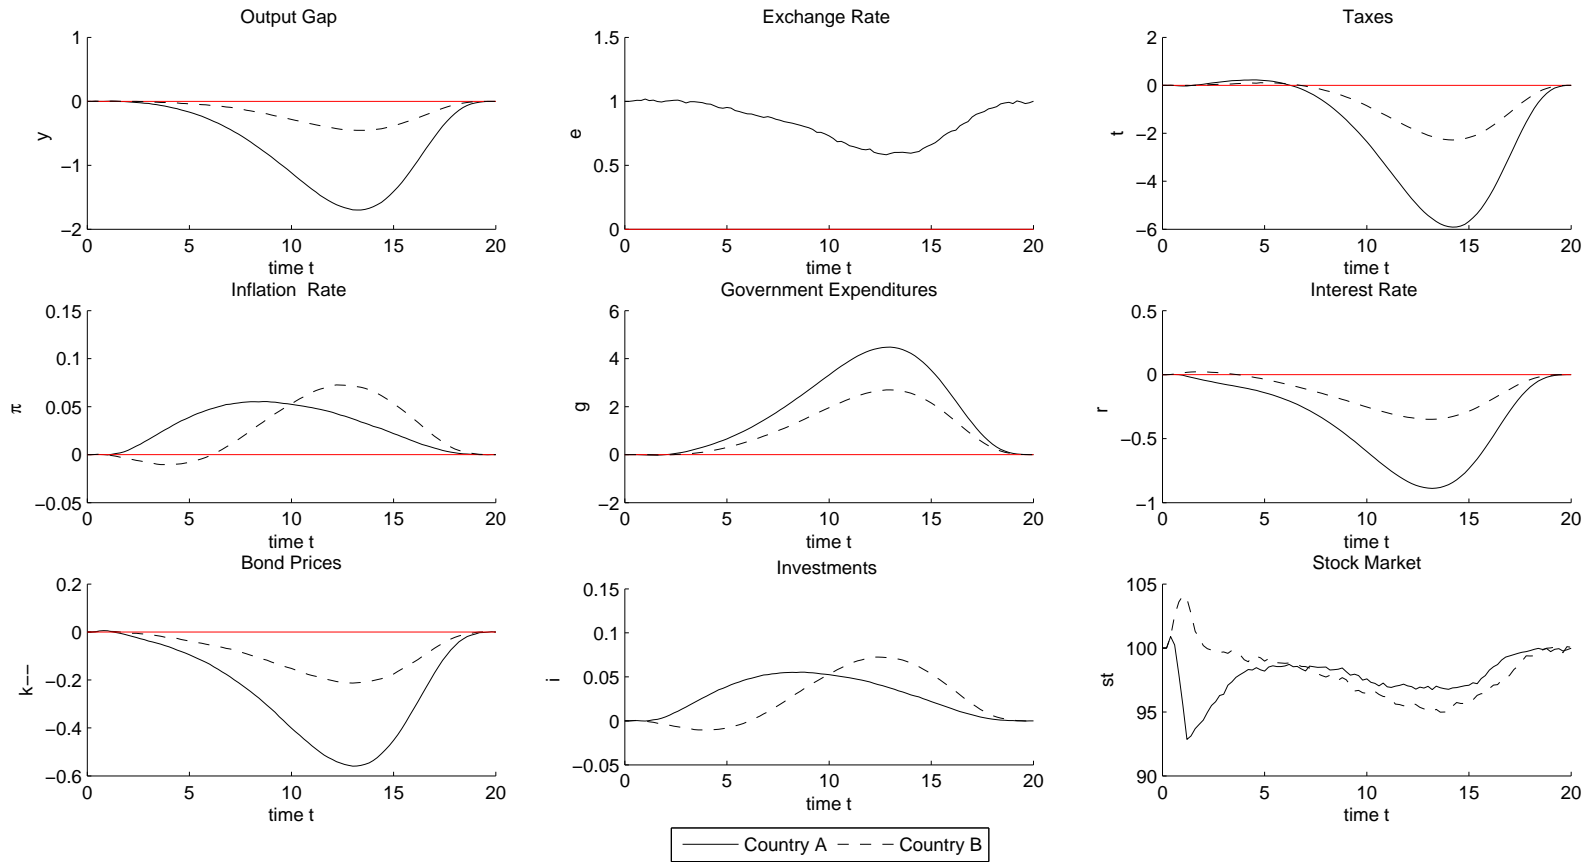 Output Gap
1
0
−1
−2
y
0 5 10 15 20
time t
Exchange Rate
1.5
1
0.5
0
e
0 5 10 15 20
time t
Taxes
2
0
−2
−4
−6
t
0 5 10 15 20
time t
Inflation Rate
0.15
0.1
0.05
0
−0.05
π
0 5 10 15 20
time t
Government Expenditures
6
4
2
0
−2
g
0 5 10 15 20
time t
Interest Rate
0.5
0
−0.5
−1
r
0 5 10 15 20
time t
Bond Prices
0.2
0
−0.2
−0.4
−0.6
k−−
0 5 10 15 20
time t
Investments
0.15
0.1
0.05
0
−0.05
i
0 5 10 15 20
time t
Stock Market
105
100
95
90
st
0 5 10 15 20
time t
Country A Country B